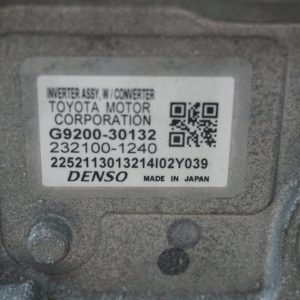 INVERTER ASSY, W / CONVERTER
TOYOTA MOTOR
CORPORATION
G9200-30132
232100-1240
2252113013214I02Y039
DENSO MADE IN JAPAN